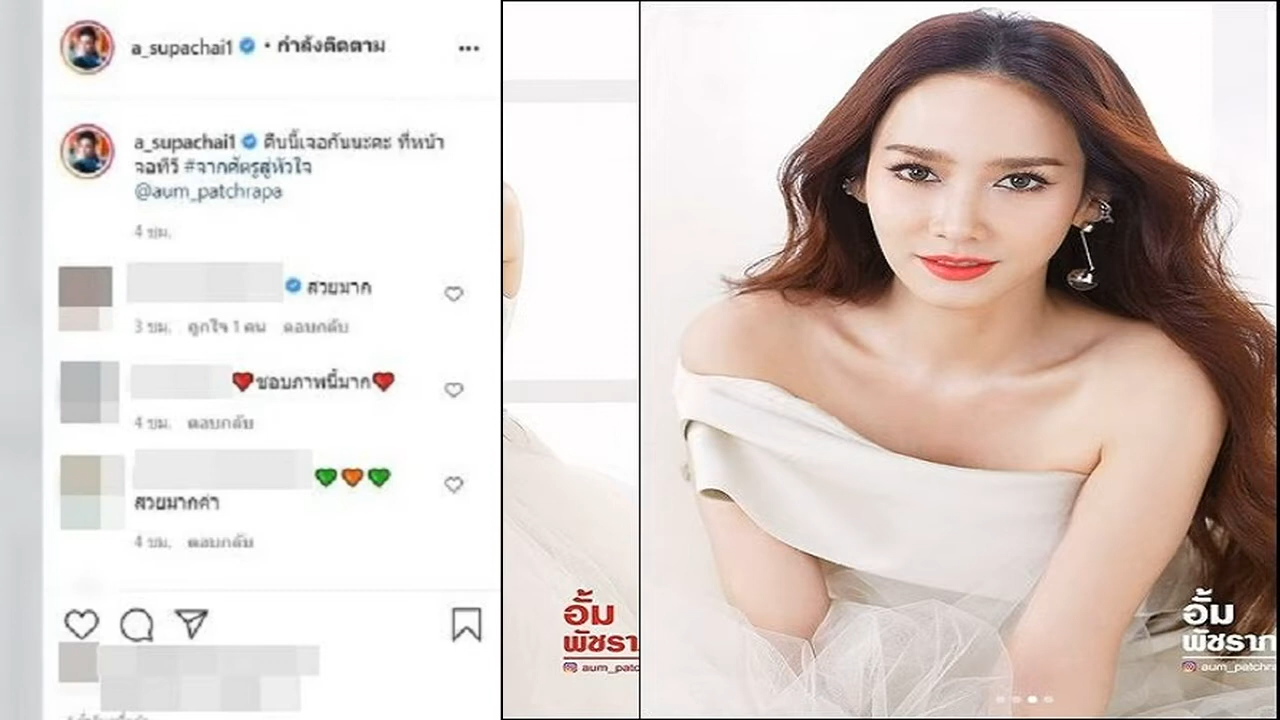 a_supachai1 • กำลังติดตาม
a_supachai1 คืนนี้เจอกันนะคะ ที่หน้า
จอทีวี #จากศัตรูสู่หัวใจ
@aum_patchrapa
4 ชม.
สวยมาก
3 ชม. ถูกใจ 1 คน ตอบกลับ
❤ชอบภาพนี้มาก❤
4 ชม. ตอบกลับ
💚🧡💚
สวยมากค่า
4 ชม. ตอบกลับ
อั้ม
พัชรา
aum_patch
อั้ม
พัชราภ
aum_patchra